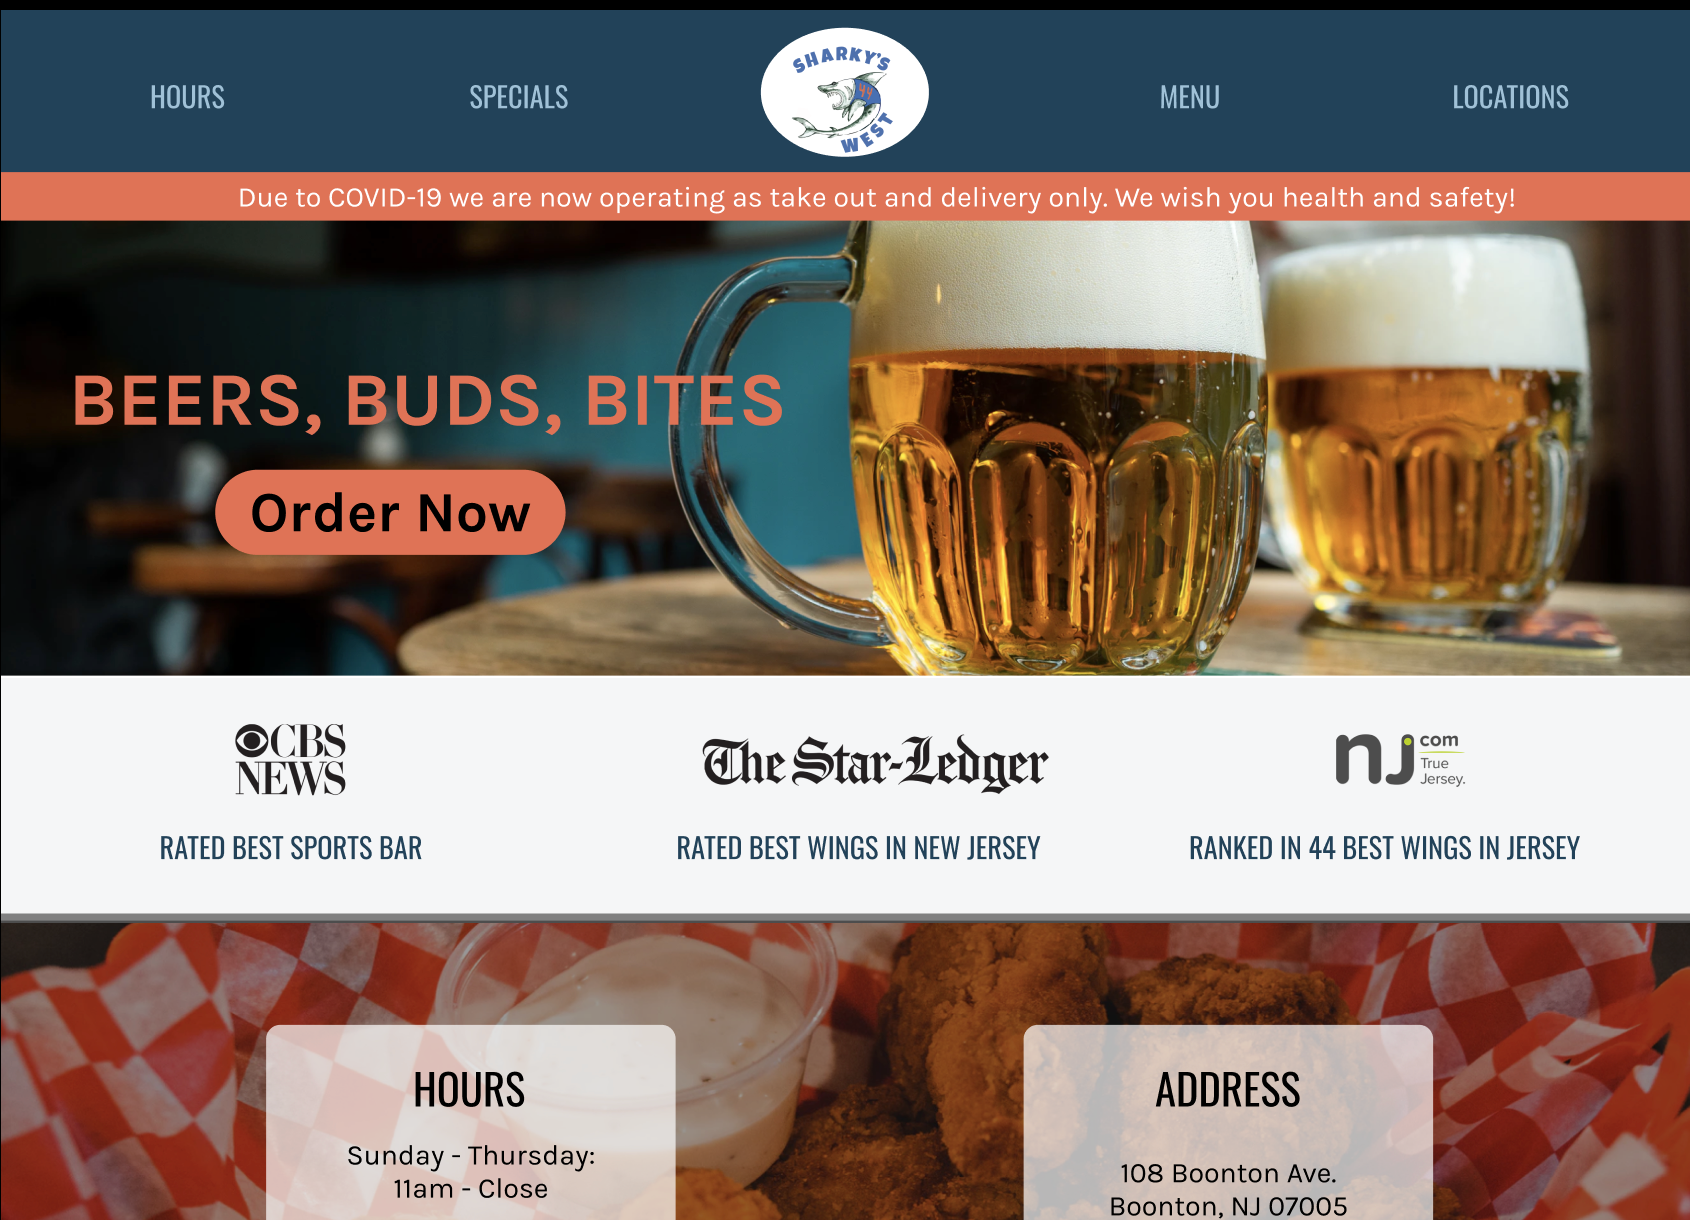 HOURS
SPECIALS
SHARKY'S
44
WEST
MENU
LOCATIONS
Due to COVID-19 we are now operating as take out and delivery only. We wish you health and safety!
BEERS, BUDS, BITES
Order Now
CBS
NEWS
The Star-Ledger
nj
com
True
Jersey.
RATED BEST SPORTS BAR
RATED BEST WINGS IN NEW JERSEY
RANKED IN 44 BEST WINGS IN JERSEY
HOURS
Sunday - Thursday:
11am - Close
ADDRESS
108 Boonton Ave.
Boonton, NJ 07005